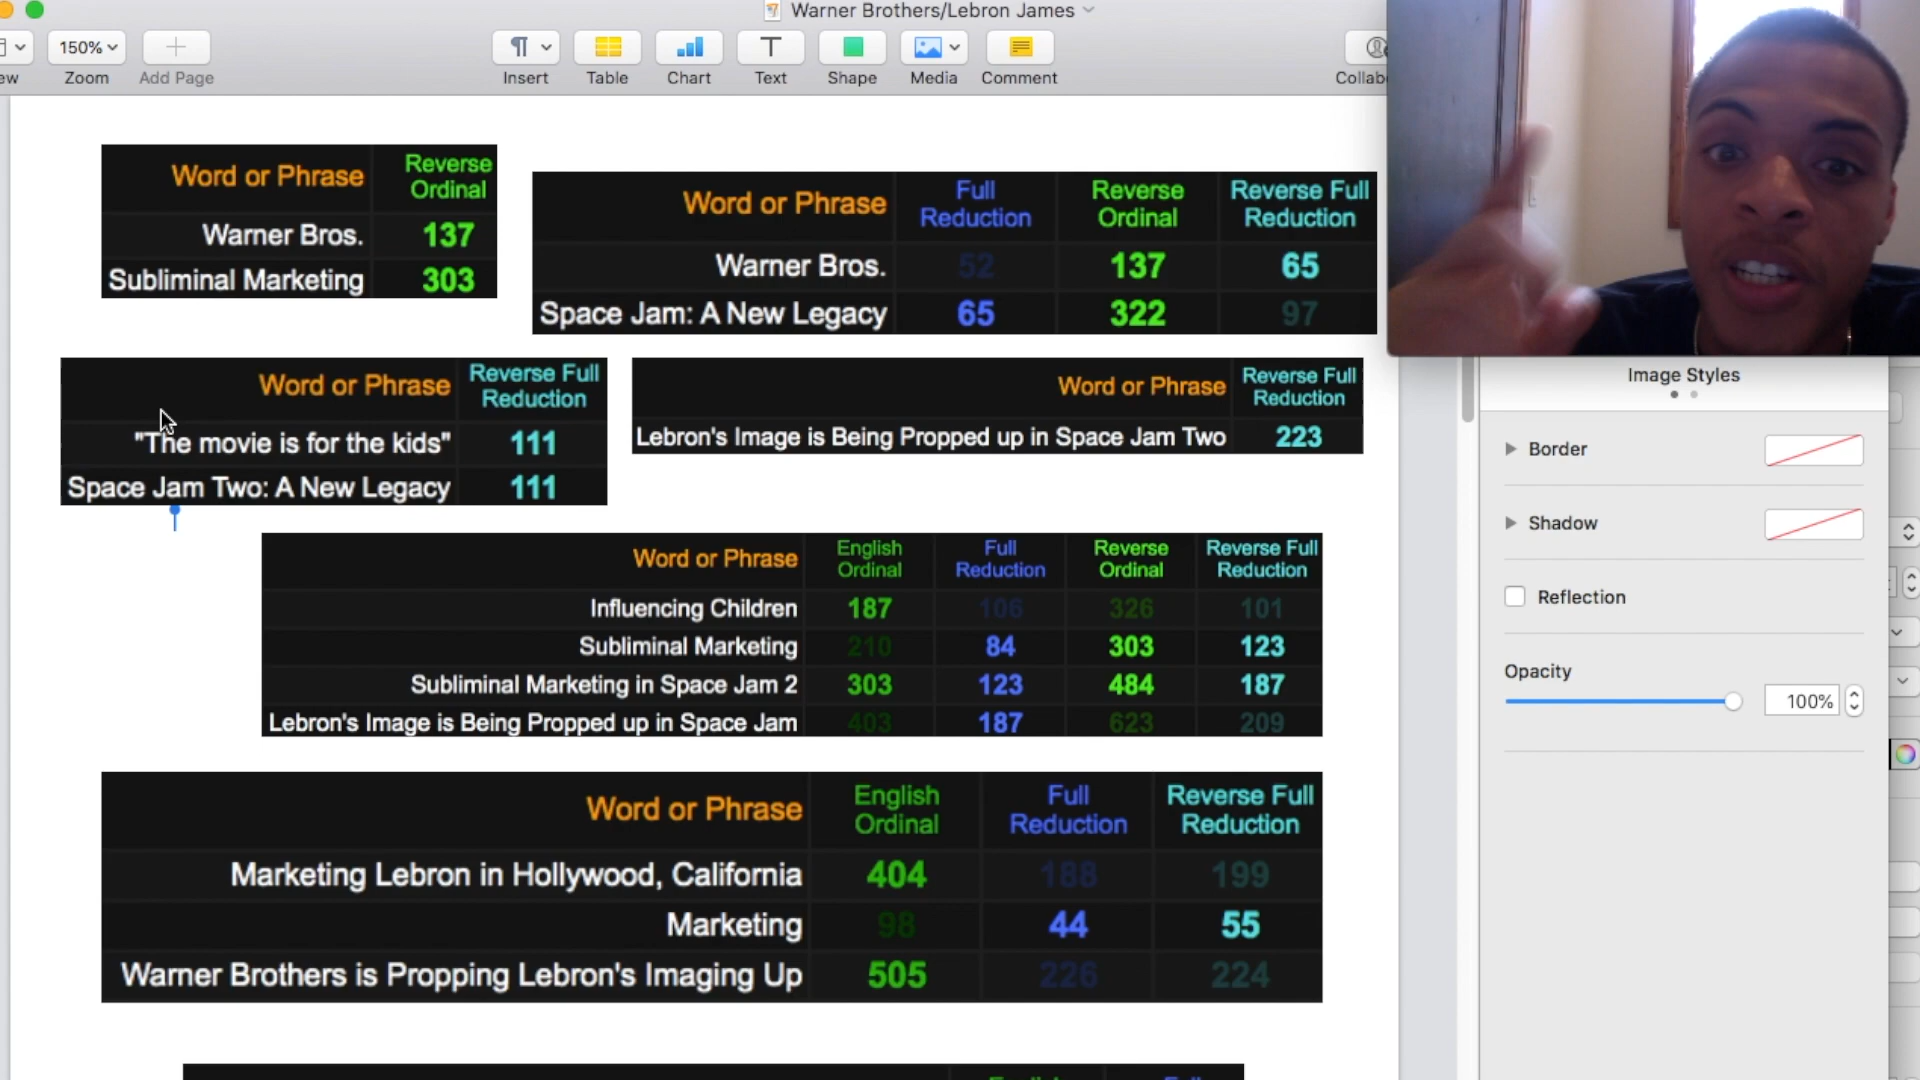 Warner Brothers/Lebron James
150%
Zoom
Add Page
Insert
Table
Chart
Text
Shape
Media
Comment
Word or Phrase Reverse Ordinal
Warner Bros. 137
Subliminal Marketing 303
Word or Phrase Full Reduction Reverse Ordinal Reverse Full Reduction
Warner Bros. 52 137 65
Space Jam: A New Legacy 65 322 97
Word or Phrase Reverse Full Reduction
"The movie is for the kids" 111
Space Jam Two: A New Legacy 111
Word or Phrase Reverse Full Reduction
Lebron's Image is Being Propped up in Space Jam Two 223
Word or Phrase English Ordinal Full Reduction Reverse Ordinal Reverse Full Reduction
Influencing Children 187 106 326 101
Subliminal Marketing 210 84 303 123
Subliminal Marketing in Space Jam 2 303 123 484 187
Lebron's Image is Being Propped up in Space Jam 403 187 623 209
Word or Phrase English Ordinal Full Reduction Reverse Full Reduction
Marketing Lebron in Hollywood, California 404 188 199
Marketing 98 44 55
Warner Brothers is Propping Lebron's Imaging Up 505 226 224
Image Styles
Border
Shadow
Reflection
Opacity
100%